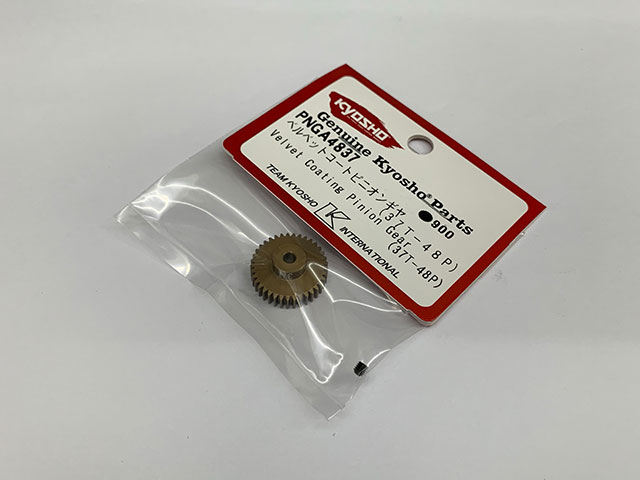 KYOSHO
Genuine Kyosho® Parts
PNGA4837
●900
ベルベットコートピニオンギヤ
(37T-48P)
Velvet Coating Pinion Gear
(37T-48P)
TEAM KYOSHO K INTERNATIONAL